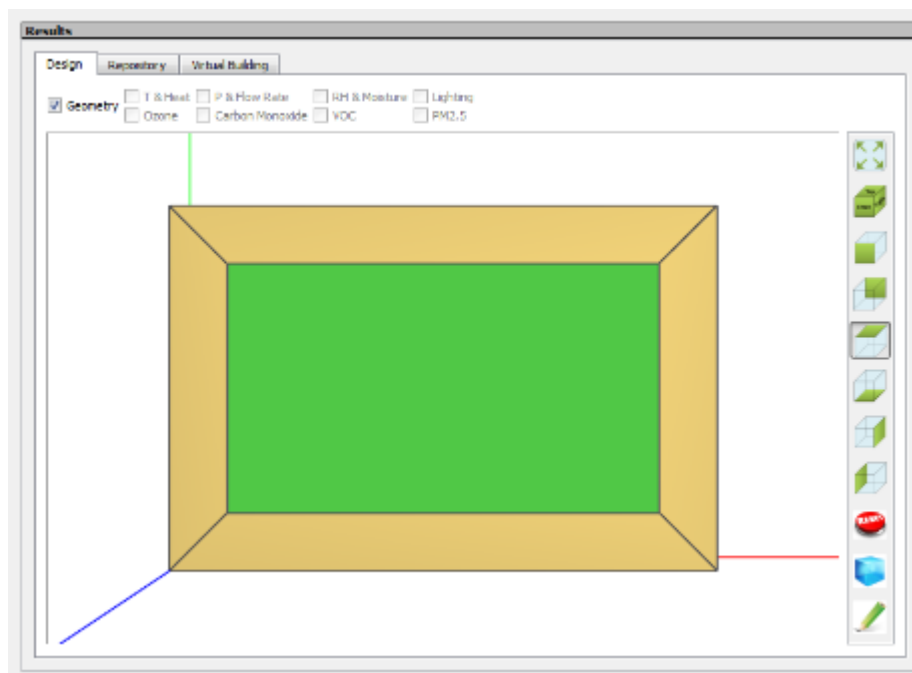 Results
Design Repository Virtual Building
Geometry T & Heat P & Flow Rate RH & Moisture Lighting
Ozone Carbon Monoxide VOC PM2.5